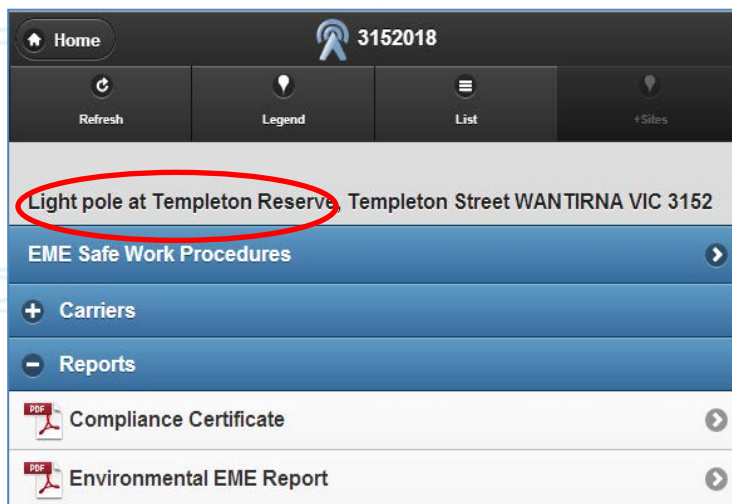 Home
3152018
Refresh
Legend
List
+Sites
Light pole at Templeton Reserve, Templeton Street WANTIRNA VIC 3152
EME Safe Work Procedures
Carriers
Reports
PDF
Compliance Certificate
PDF
Environmental EME Report